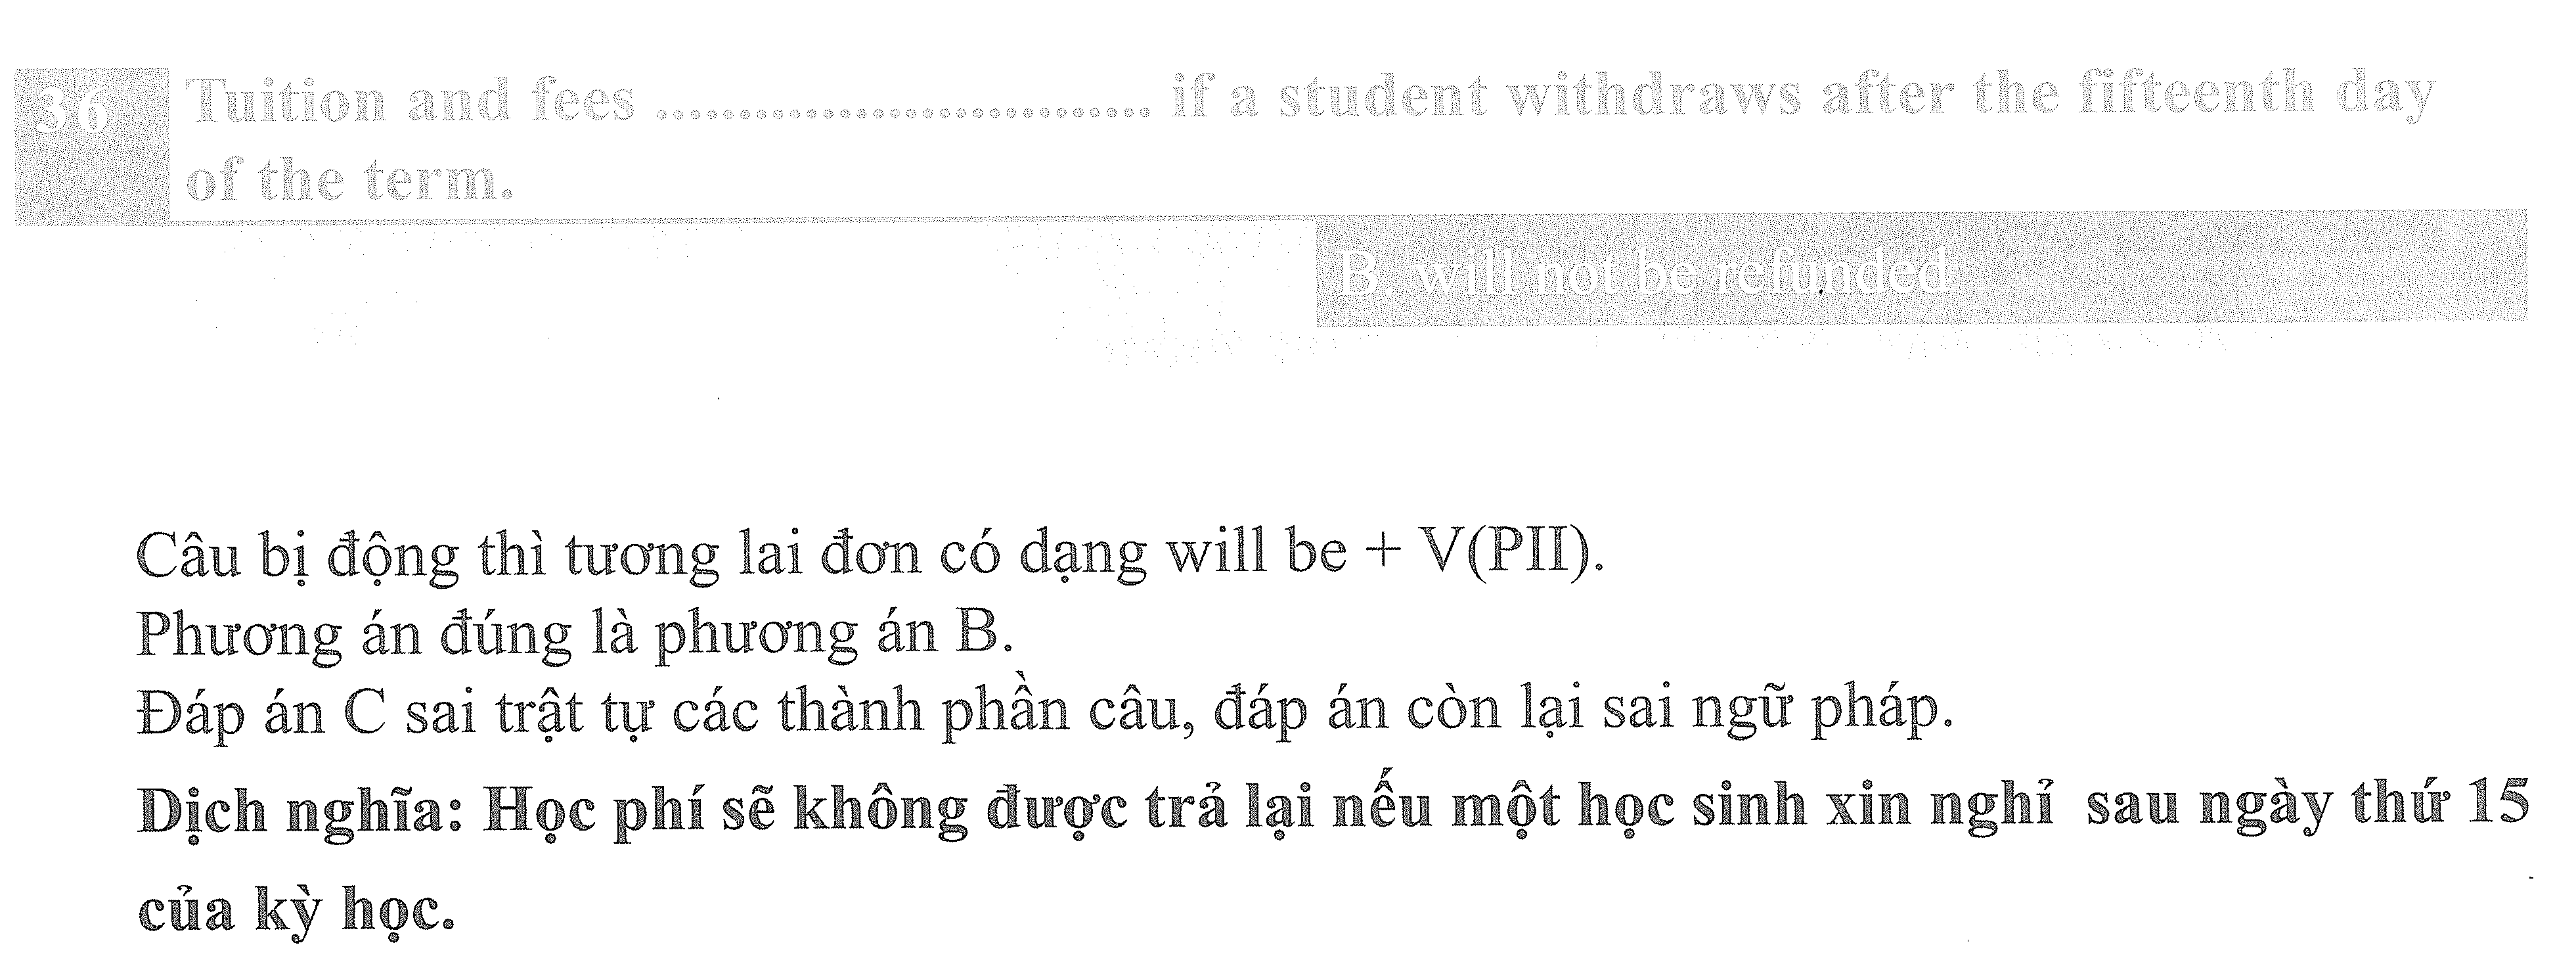 36 Tuition and fees .............................. if a student withdraws after the fifteenth day
of the term.
B. will not be refunded
Câu bị động thì tương lai đơn có dạng will be + V(PII).
Phương án đúng là phương án B.
Đáp án C sai trật tự các thành phần câu, đáp án còn lại sai ngữ pháp.
Dịch nghĩa: Học phí sẽ không được trả lại nếu một học sinh xin nghỉ sau ngày thứ 15
của kỳ học.